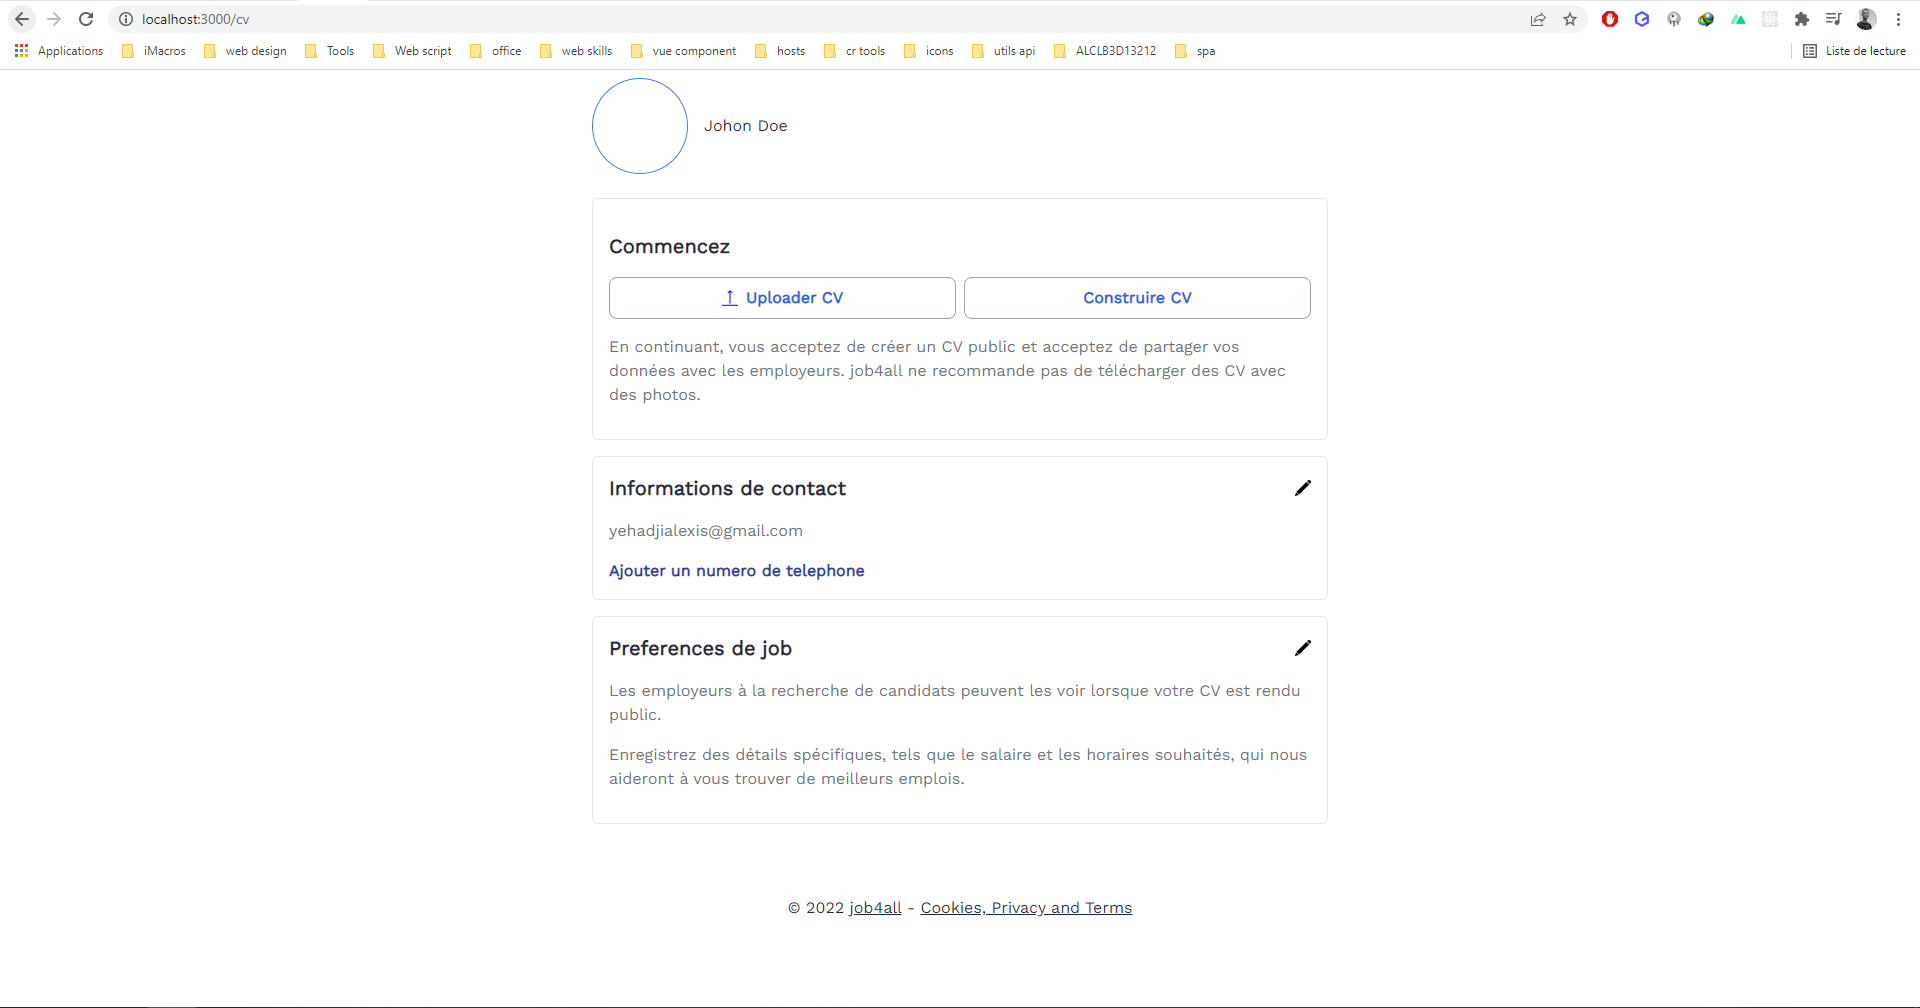 localhost:3000/cv
Applications iMacros web design Tools Web script office web skills vue component hosts cr tools icons utils api ALCLB3D13212 spa Liste de lecture
Johon Doe
Commencez
Uploader CV Construire CV
En continuant, vous acceptez de créer un CV public et acceptez de partager vos
données avec les employeurs. job4all ne recommande pas de télécharger des CV avec
des photos.
Informations de contact
yehadjialexis@gmail.com
Ajouter un numero de telephone
Preferences de job
Les employeurs à la recherche de candidats peuvent les voir lorsque votre CV est rendu
public.
Enregistrez des détails spécifiques, tels que le salaire et les horaires souhaités, qui nous
aideront à vous trouver de meilleurs emplois.
© 2022 job4all - Cookies, Privacy and Terms